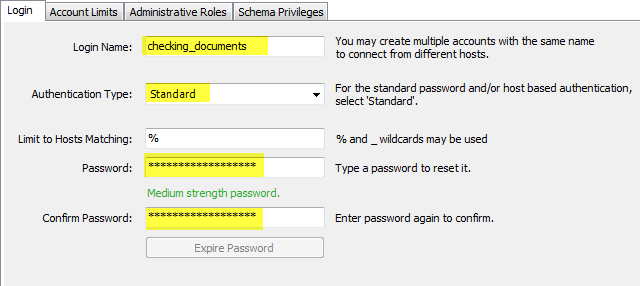 Login Account Limits Administrative Roles Schema Privileges
Login Name: checking_documents You may create multiple accounts with the same name
to connect from different hosts.
Authentication Type: Standard For the standard password and/or host based authentication,
select 'Standard'.
Limit to Hosts Matching: % % and _ wildcards may be used
Password: ****************** Type a password to reset it.
Medium strength password.
Confirm Password: ****************** Enter password again to confirm.
Expire Password